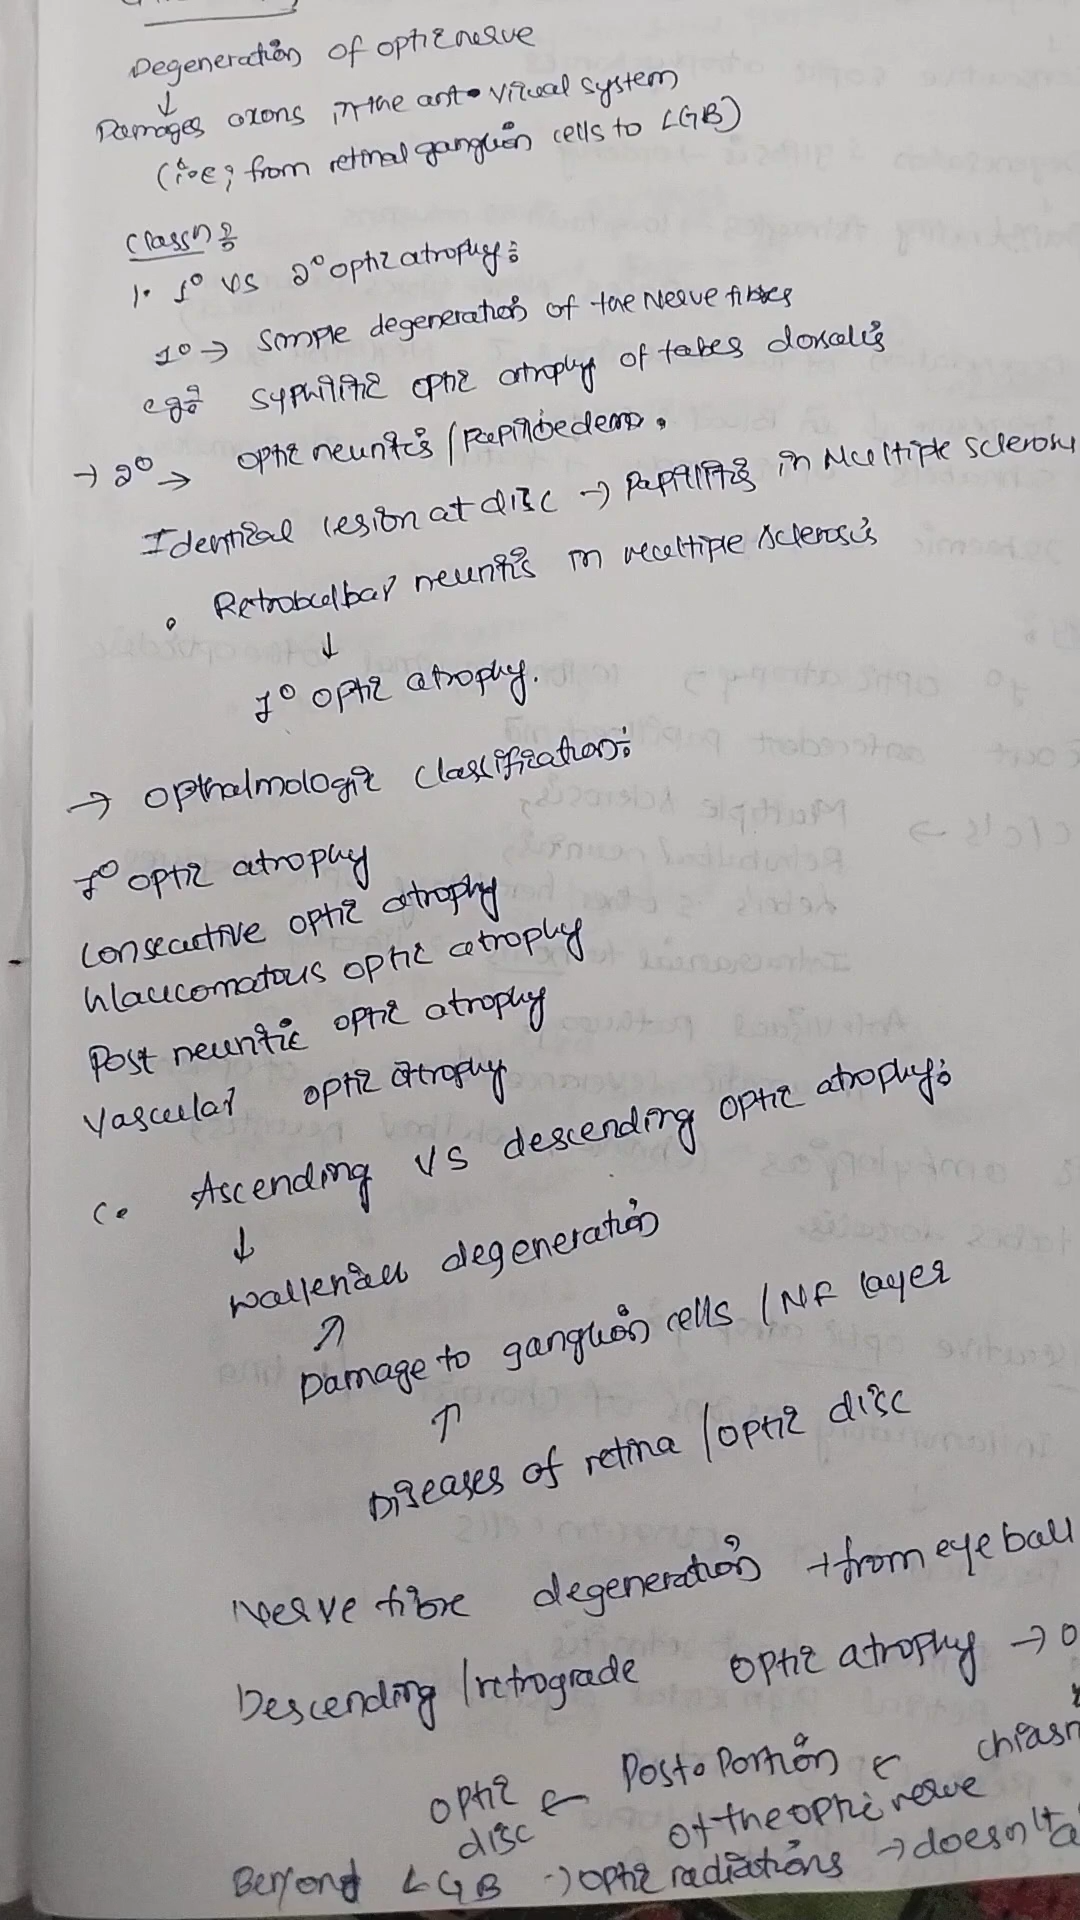 Degeneration of optic nerve
↓
Damages axons in the ant. visual system
(i.e; from retinal ganglion cells to LGB)
Classn:
1. 1° vs 2° optic atrophy:
1° → Simple degeneration of the Nerve fibres
eg: syphilitic optic atrophy of tabes dorsalis
→ 2° → optic neuritis / papilloedema.
Identical lesion at disc → Papillitis in Multiple sclerosis
• Retrobulbar neuritis in multiple sclerosis
↓
1° optic atrophy.
→ Opthalmologic classification:
1° optic atrophy
Consecutive optic atrophy
Glaucomatous optic atrophy
Post neuritic optic atrophy
Vascular optic atrophy
C. Ascending vs descending optic atrophy:
↓
Wallerian degeneration
↑
Damage to ganglion cells / NF layer
↑
Diseases of retina / optic disc
Nerve fibre degeneration from eye ball
Descending / retrograde optic atrophy →
optic disc ← Post. Portion of the optic nerve ←
Beyond LGB → optic radiations → doesn't